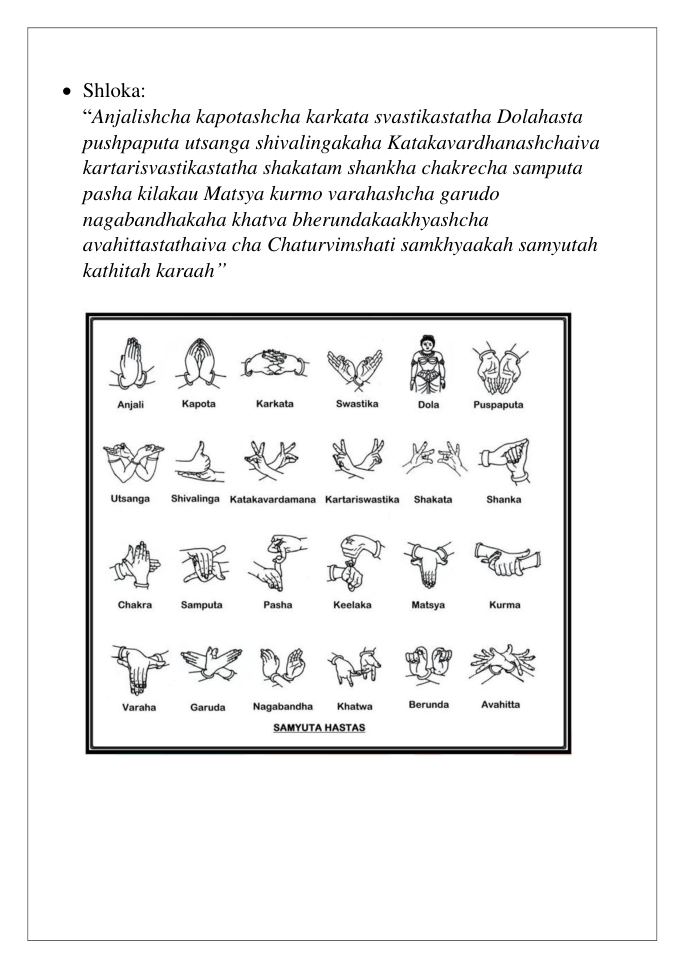 • Shloka:
“Anjalishcha kapotashcha karkata svastikastatha Dolahasta
pushpaputa utsanga shivalingakaha Katakavardhanashchaiva
kartarisvastikastatha shakatam shankha chakrecha samputa
pasha kilakau Matsya kurmo varahashcha garudo
nagabandhakaha khatva bherundakaakhyashcha
avahittastathaiva cha Chaturvimshati samkhyaakah samyutah
kathitah karaah”
Anjali Kapota Karkata Swastika Dola Puspaputa
Utsanga Shivalinga Katakavardamana Kartariswastika Shakata Shanka
Chakra Samputa Pasha Keelaka Matsya Kurma
Varaha Garuda Nagabandha Khatwa Berunda Avahitta
SAMYUTA HASTAS